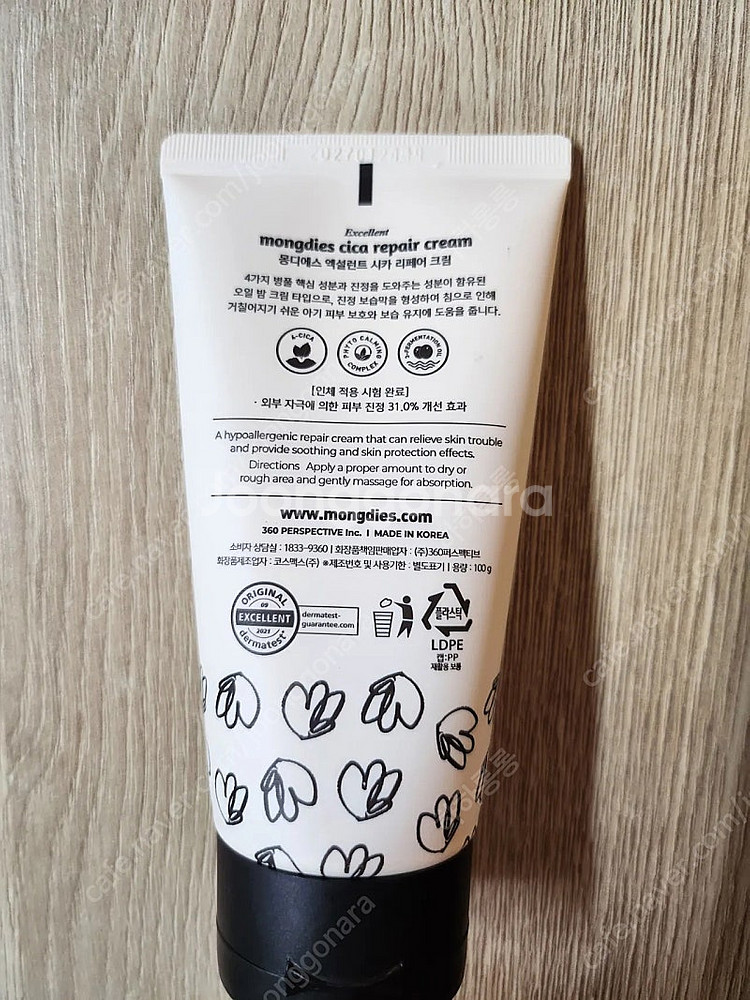 Excellent
mongdies cica repair cream
몽디에스 엑설런트 시카 리페어 크림
4가지 병풀 핵심 성분과 진정을 도와주는 성분이 함유된
오일 밤 크림 타입으로, 진정 보습막을 형성하여 침으로 인해
거칠어지기 쉬운 아기 피부 보호와 보습 유지에 도움을 줍니다.
4-CICA
PHYTO CALMING COMPLEX
FERMENTATION OIL
[인체 적용 시험 완료]
· 외부 자극에 의한 피부 진정 31.0% 개선 효과
A hypoallergenic repair cream that can relieve skin trouble
and provide soothing and skin protection effects.
Directions Apply a proper amount to dry or
rough area and gently massage for absorption.
Joonggonara
www.mongdies.com
360 PERSPECTIVE Inc. I MADE IN KOREA
소비자 상담실 : 1833-9360 I 화장품책임판매업자 : (주)360퍼스펙티브
화장품제조업자 : 코스맥스(주) ※제조번호 및 사용기한 : 별도표기 I 용량 : 100 g
ORIGINAL
09
EXCELLENT
2021
dermatest
dermatest-
guarantee.com
플라스틱
LDPE
캡:PP
재활용 보통